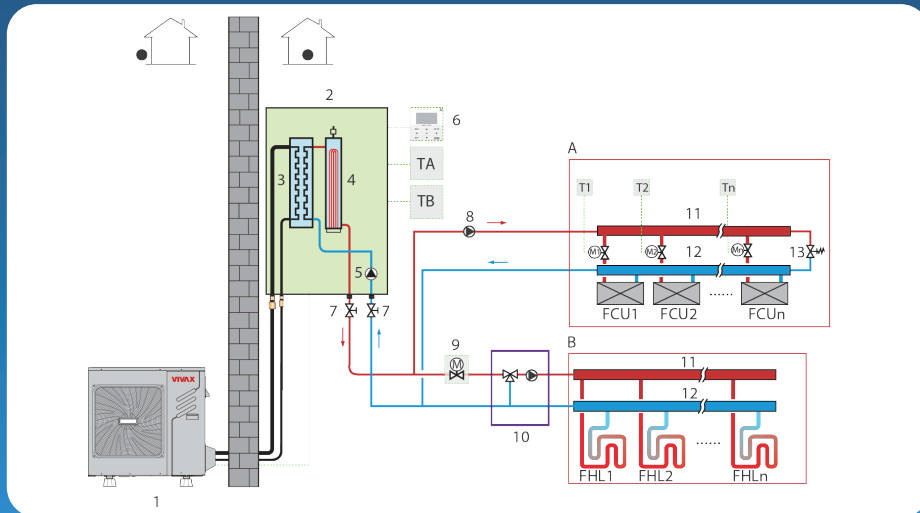 2
6
TA
TB
3
4
5
7
7
8
A
T1
T2
Tn
11
M1
M2
Mn
12
13
FCU1
FCU2
......
FCUn
9
M
10
B
11
12
......
FHL1
FHL2
FHLn
VIVAX
1